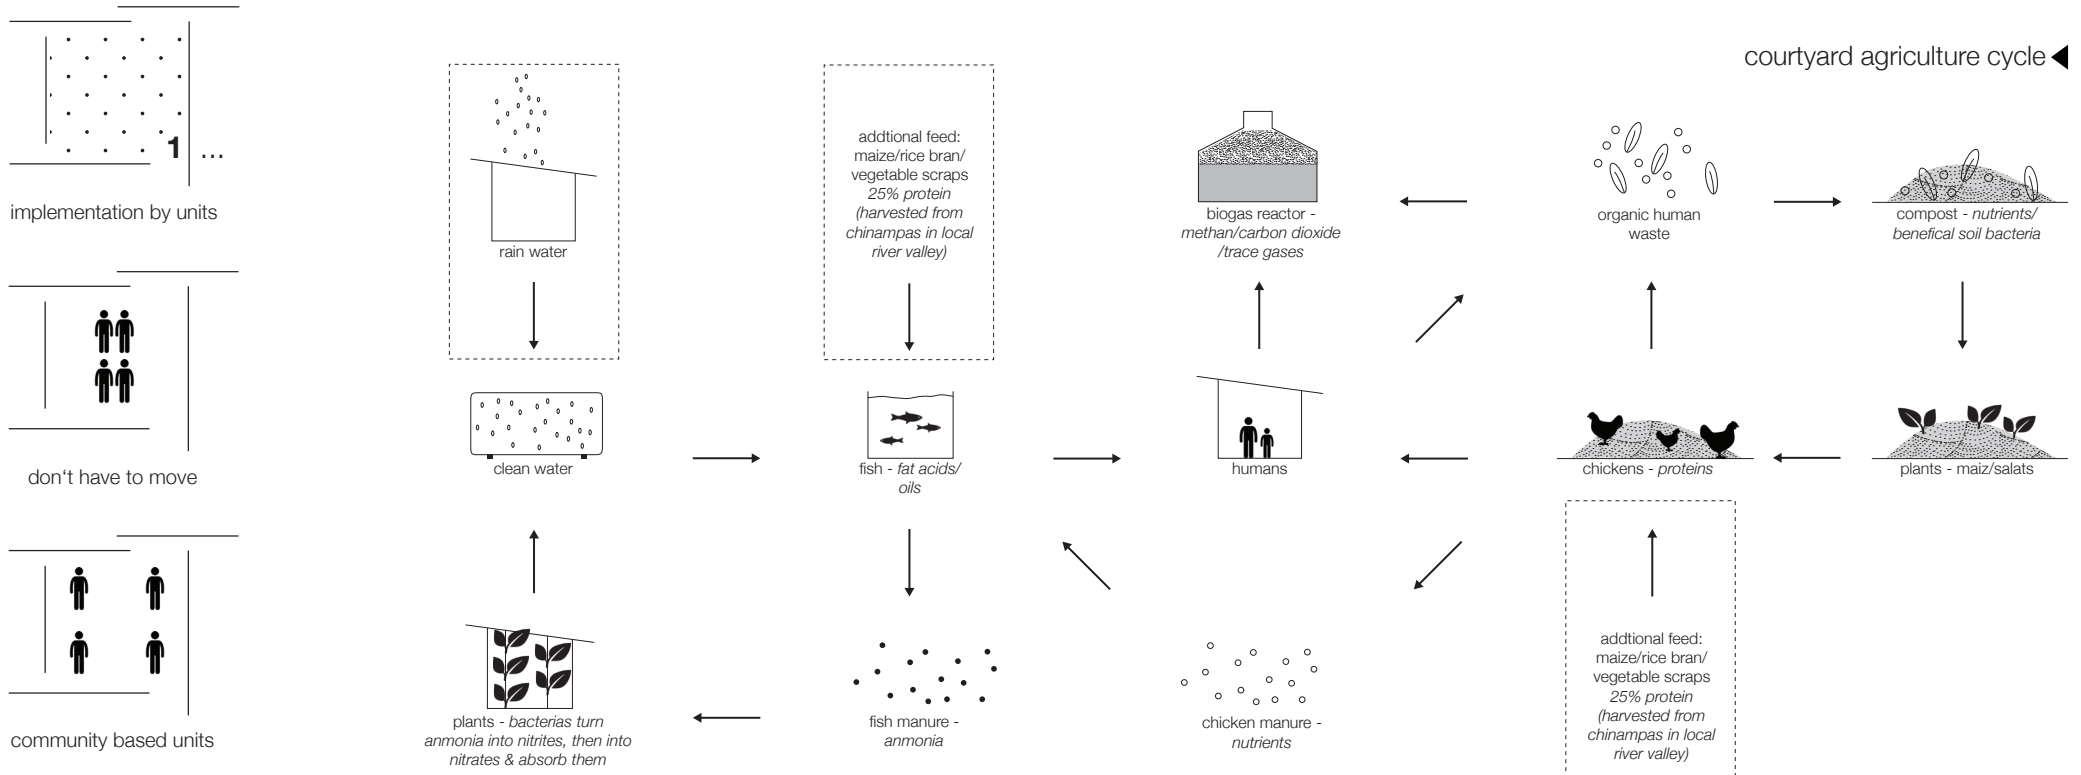 courtyard agriculture cycle
1 ...
implementation by units
don't have to move
community based units
rain water
addtional feed:
maize/rice bran/
vegetable scraps
25% protein
(harvested from
chinampas in local
river valley)
biogas reactor -
methan/carbon dioxide
/trace gases
organic human
waste
compost - nutrients/
benefical soil bacteria
clean water
fish - fat acids/
oils
humans
chickens - proteins
plants - maiz/salats
plants - bacterias turn
anmonia into nitrites, then into
nitrates & absorb them
fish manure -
anmonia
chicken manure -
nutrients
addtional feed:
maize/rice bran/
vegetable scraps
25% protein
(harvested from
chinampas in local
river valley)